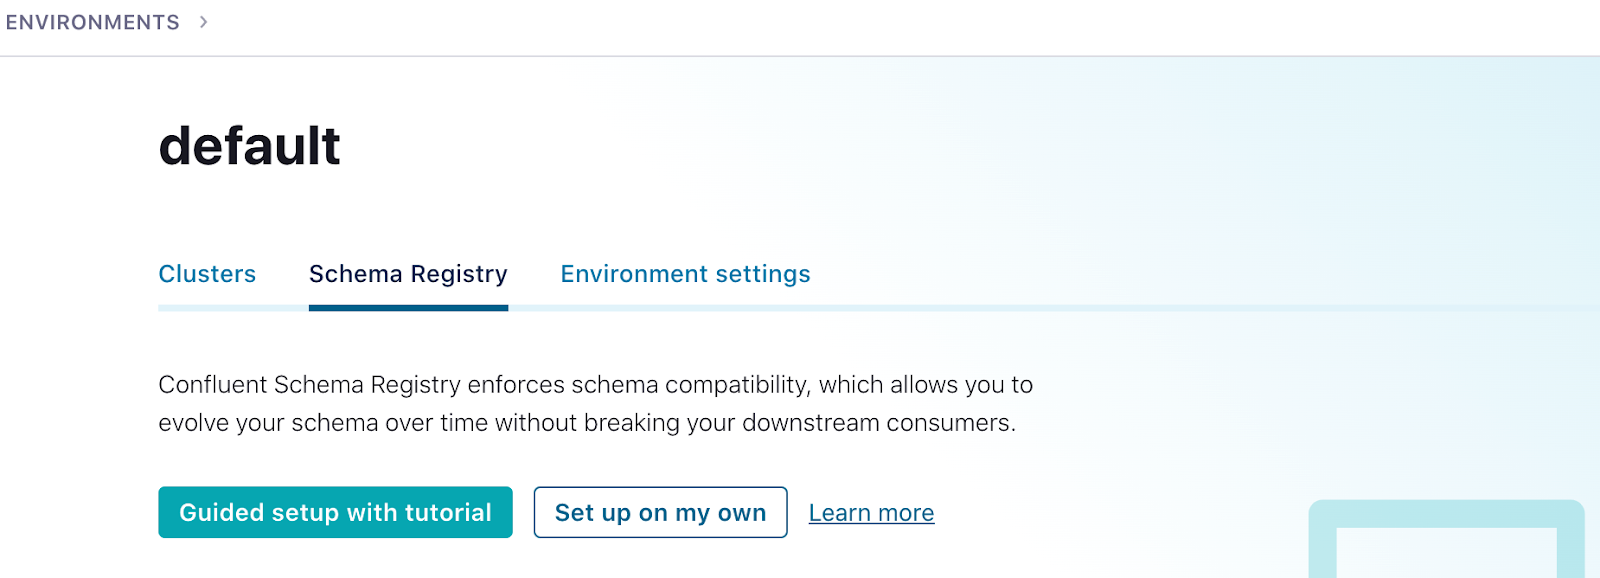 ENVIRONMENTS >
default
Clusters Schema Registry Environment settings
Confluent Schema Registry enforces schema compatibility, which allows you to
evolve your schema over time without breaking your downstream consumers.
Guided setup with tutorial Set up on my own Learn more